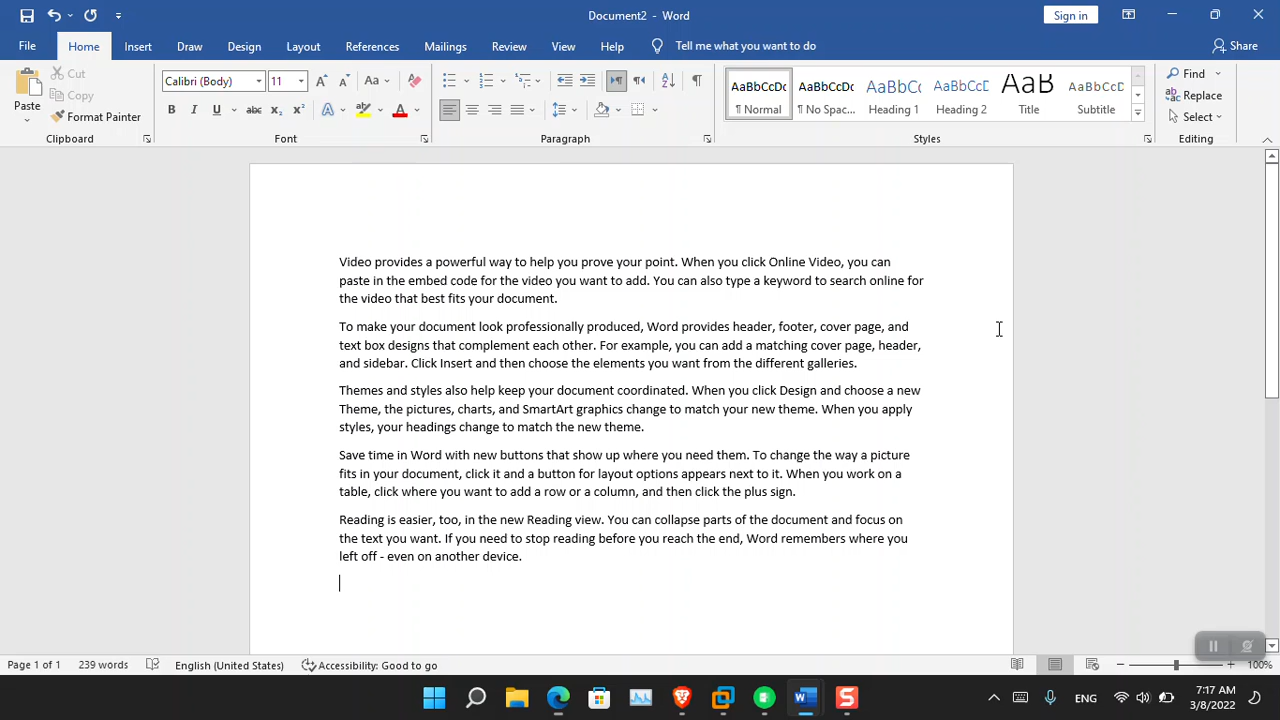 Document2 - Word
Sign in
File Home Insert Draw Design Layout References Mailings Review View Help Tell me what you want to do Share
Paste
Cut
Copy
Format Painter
Clipboard
Calibri (Body) 11
Aa
B I U abc x₂ x² A A
Font
Paragraph
AaBbCcDc AaBbCcDc AaBbCc AaBbCcD AaB AaBbCcD
¶ Normal ¶ No Spac... Heading 1 Heading 2 Title Subtitle
Styles
Find
Replace
Select
Editing
Video provides a powerful way to help you prove your point. When you click Online Video, you can
paste in the embed code for the video you want to add. You can also type a keyword to search online for
the video that best fits your document.
To make your document look professionally produced, Word provides header, footer, cover page, and
text box designs that complement each other. For example, you can add a matching cover page, header,
and sidebar. Click Insert and then choose the elements you want from the different galleries.
Themes and styles also help keep your document coordinated. When you click Design and choose a new
Theme, the pictures, charts, and SmartArt graphics change to match your new theme. When you apply
styles, your headings change to match the new theme.
Save time in Word with new buttons that show up where you need them. To change the way a picture
fits in your document, click it and a button for layout options appears next to it. When you work on a
table, click where you want to add a row or a column, and then click the plus sign.
Reading is easier, too, in the new Reading view. You can collapse parts of the document and focus on
the text you want. If you need to stop reading before you reach the end, Word remembers where you
left off - even on another device.
Page 1 of 1 239 words English (United States) Accessibility: Good to go 100%
ENG
7:17 AM
3/8/2022